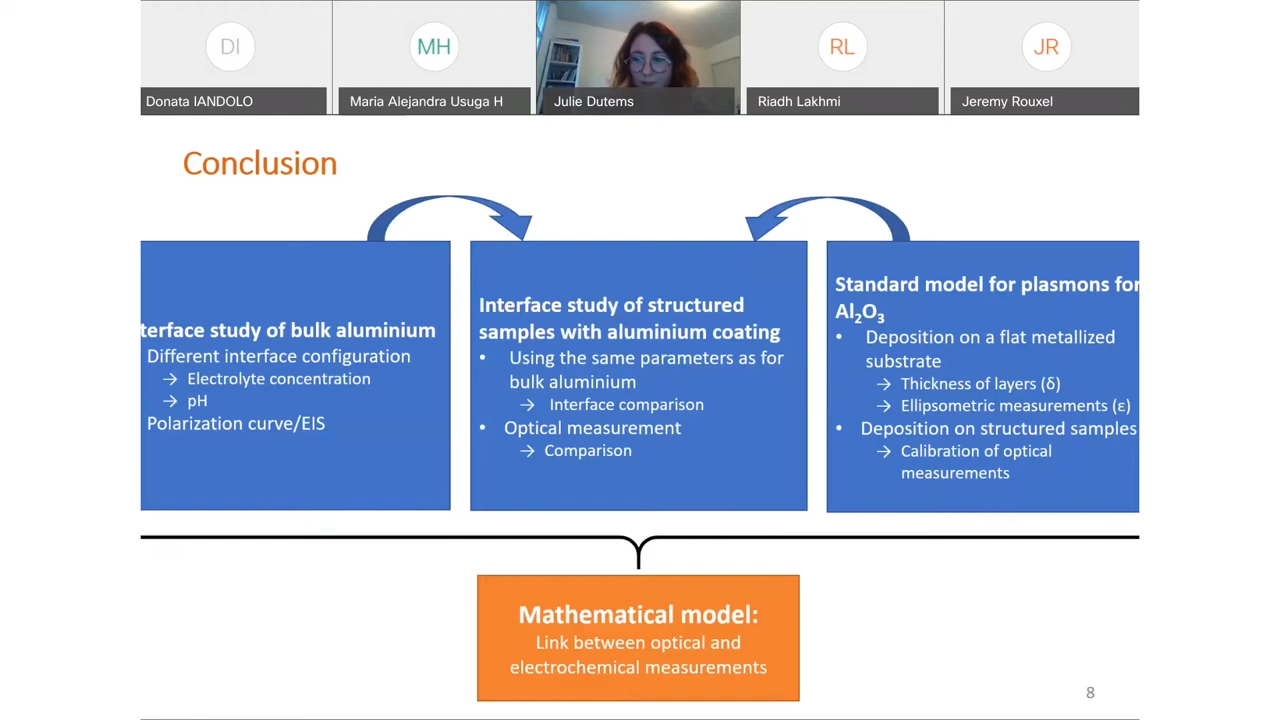 DI
MH
RL
JR
Donata IANDOLO
Maria Alejandra Usuga H
Julie Dutems
Riadh Lakhmi
Jeremy Rouxel
Conclusion
terface study of bulk aluminium
Different interface configuration
→ Electrolyte concentration
→ pH
Polarization curve/EIS
Interface study of structured
samples with aluminium coating
• Using the same parameters as for
bulk aluminium
→ Interface comparison
• Optical measurement
→ Comparison
Standard model for plasmons for
Al₂O₃
• Deposition on a flat metallized
substrate
→ Thickness of layers (δ)
→ Ellipsometric measurements (ε)
• Deposition on structured samples
→ Calibration of optical
measurements
Mathematical model:
Link between optical and
electrochemical measurements
8